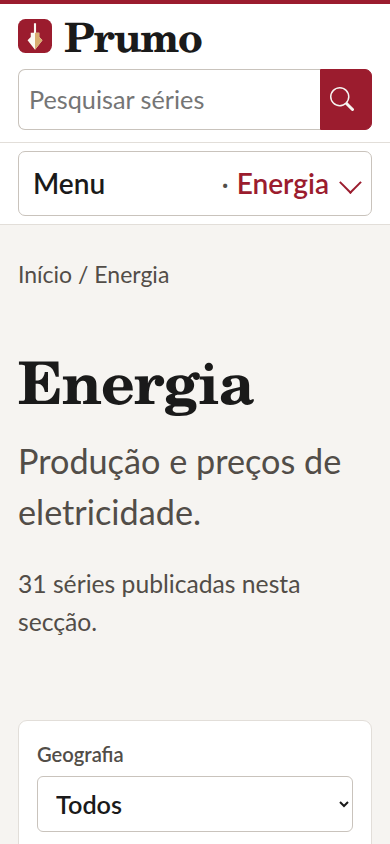 Prumo
Pesquisar séries
Menu · Energia
Início / Energia
Energia
Produção e preços de
eletricidade.
31 séries publicadas nesta
secção.
Geografia
Todos